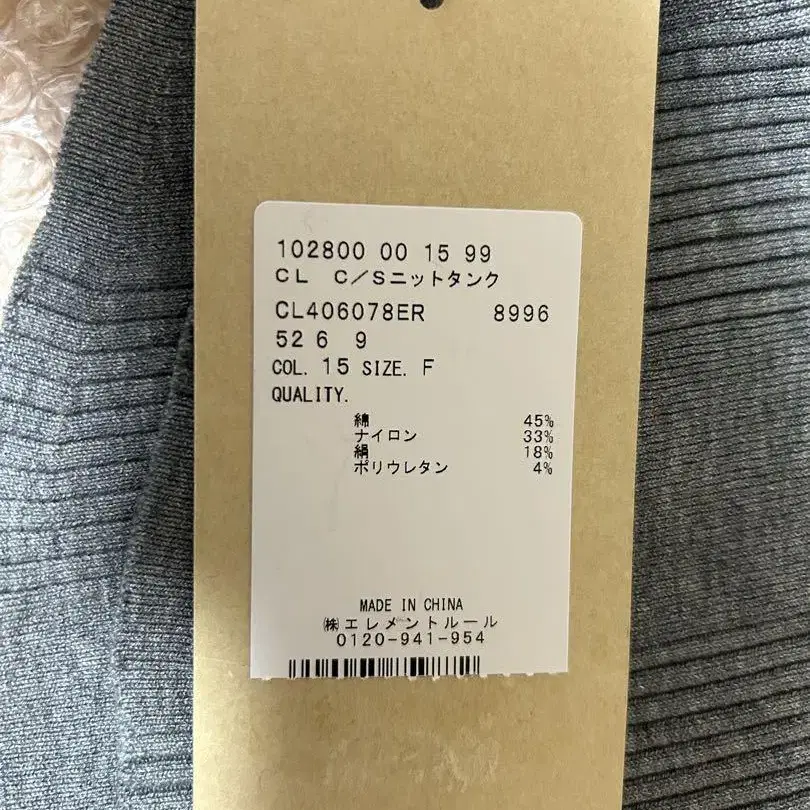 102800 00 15 99
CL C/Sニットタンク
CL406078ER 8996
52 6 9
COL. 15 SIZE. F
QUALITY.
綿 45%
ナイロン 33%
絹 18%
ポリウレタン 4%
MADE IN CHINA
㈱エレメントルール
0120-941-954